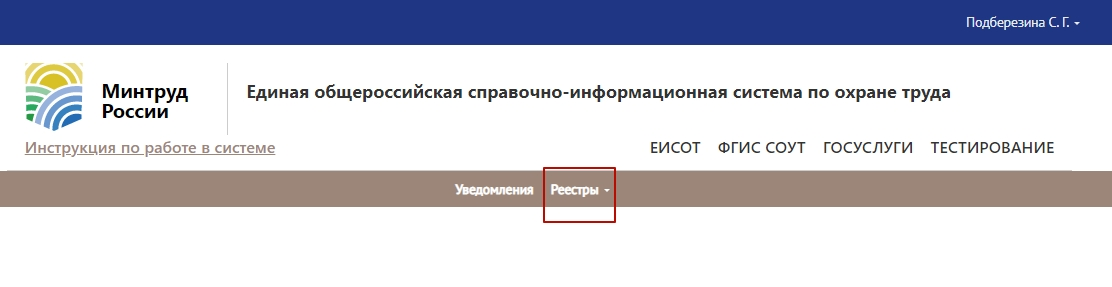 Подберезина С. Г.
Минтруд
России
Единая общероссийская справочно-информационная система по охране труда
Инструкция по работе в системе
ЕИСОТ ФГИС СОУТ ГОСУСЛУГИ ТЕСТИРОВАНИЕ
Уведомления Реестры